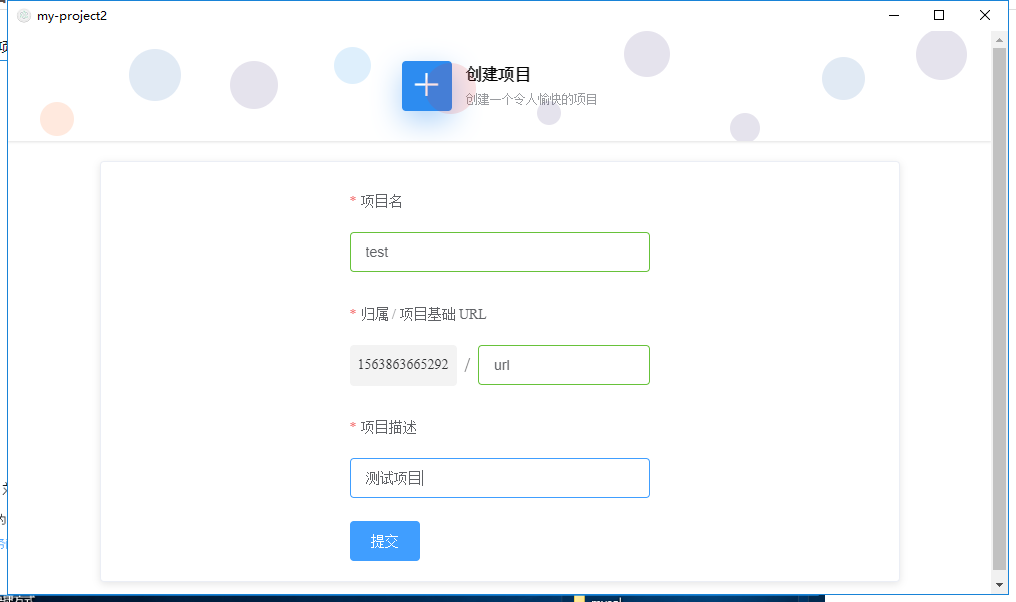 my-project2
创建项目
创建一个令人愉快的项目
* 项目名
test
* 归属 / 项目基础 URL
1563863665292 / url
* 项目描述
测试项目
提交